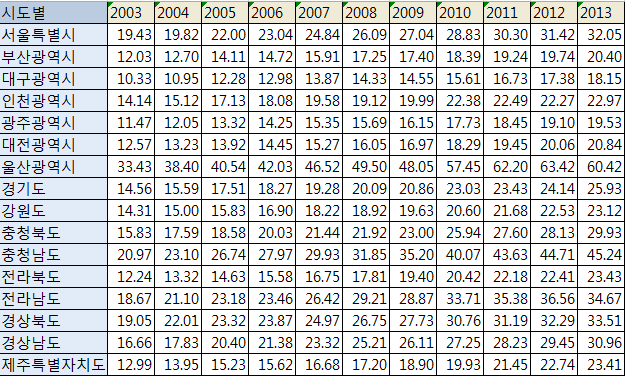 시도별 2003 2004 2005 2006 2007 2008 2009 2010 2011 2012 2013
서울특별시 19.43 19.82 22.00 23.04 24.84 26.09 27.04 28.83 30.30 31.42 32.05
부산광역시 12.03 12.70 14.11 14.72 15.91 17.25 17.40 18.39 19.24 19.74 20.40
대구광역시 10.33 10.95 12.28 12.98 13.87 14.33 14.55 15.61 16.73 17.38 18.15
인천광역시 14.14 15.12 17.13 18.08 19.58 19.12 19.99 22.38 22.49 22.27 22.97
광주광역시 11.47 12.05 13.32 14.25 15.35 15.69 16.15 17.73 18.45 19.10 19.53
대전광역시 12.57 13.23 13.92 14.45 15.27 16.05 16.97 18.29 19.45 20.06 20.84
울산광역시 33.43 38.40 40.54 42.03 46.52 49.50 48.05 57.45 62.20 63.42 60.42
경기도 14.56 15.59 17.51 18.27 19.28 20.09 20.86 23.03 23.43 24.14 25.93
강원도 14.31 15.00 15.83 16.90 18.22 18.92 19.63 20.60 21.68 22.53 23.12
충청북도 15.83 17.59 18.58 20.03 21.44 21.92 23.00 25.94 27.60 28.13 29.93
충청남도 20.97 23.10 26.74 27.97 29.93 31.85 35.20 40.07 43.63 44.71 45.24
전라북도 12.24 13.32 14.63 15.58 16.75 17.81 19.40 20.42 22.18 22.41 23.43
전라남도 18.67 21.10 23.18 23.46 26.42 29.21 28.87 33.71 35.38 36.56 34.67
경상북도 19.05 22.01 23.32 23.87 24.97 26.75 27.73 30.76 31.19 32.29 33.51
경상남도 16.66 17.83 20.40 21.38 23.32 25.21 26.11 27.25 28.23 29.45 30.96
제주특별자치도 12.99 13.95 15.23 15.62 16.68 17.20 18.90 19.93 21.45 22.74 23.41